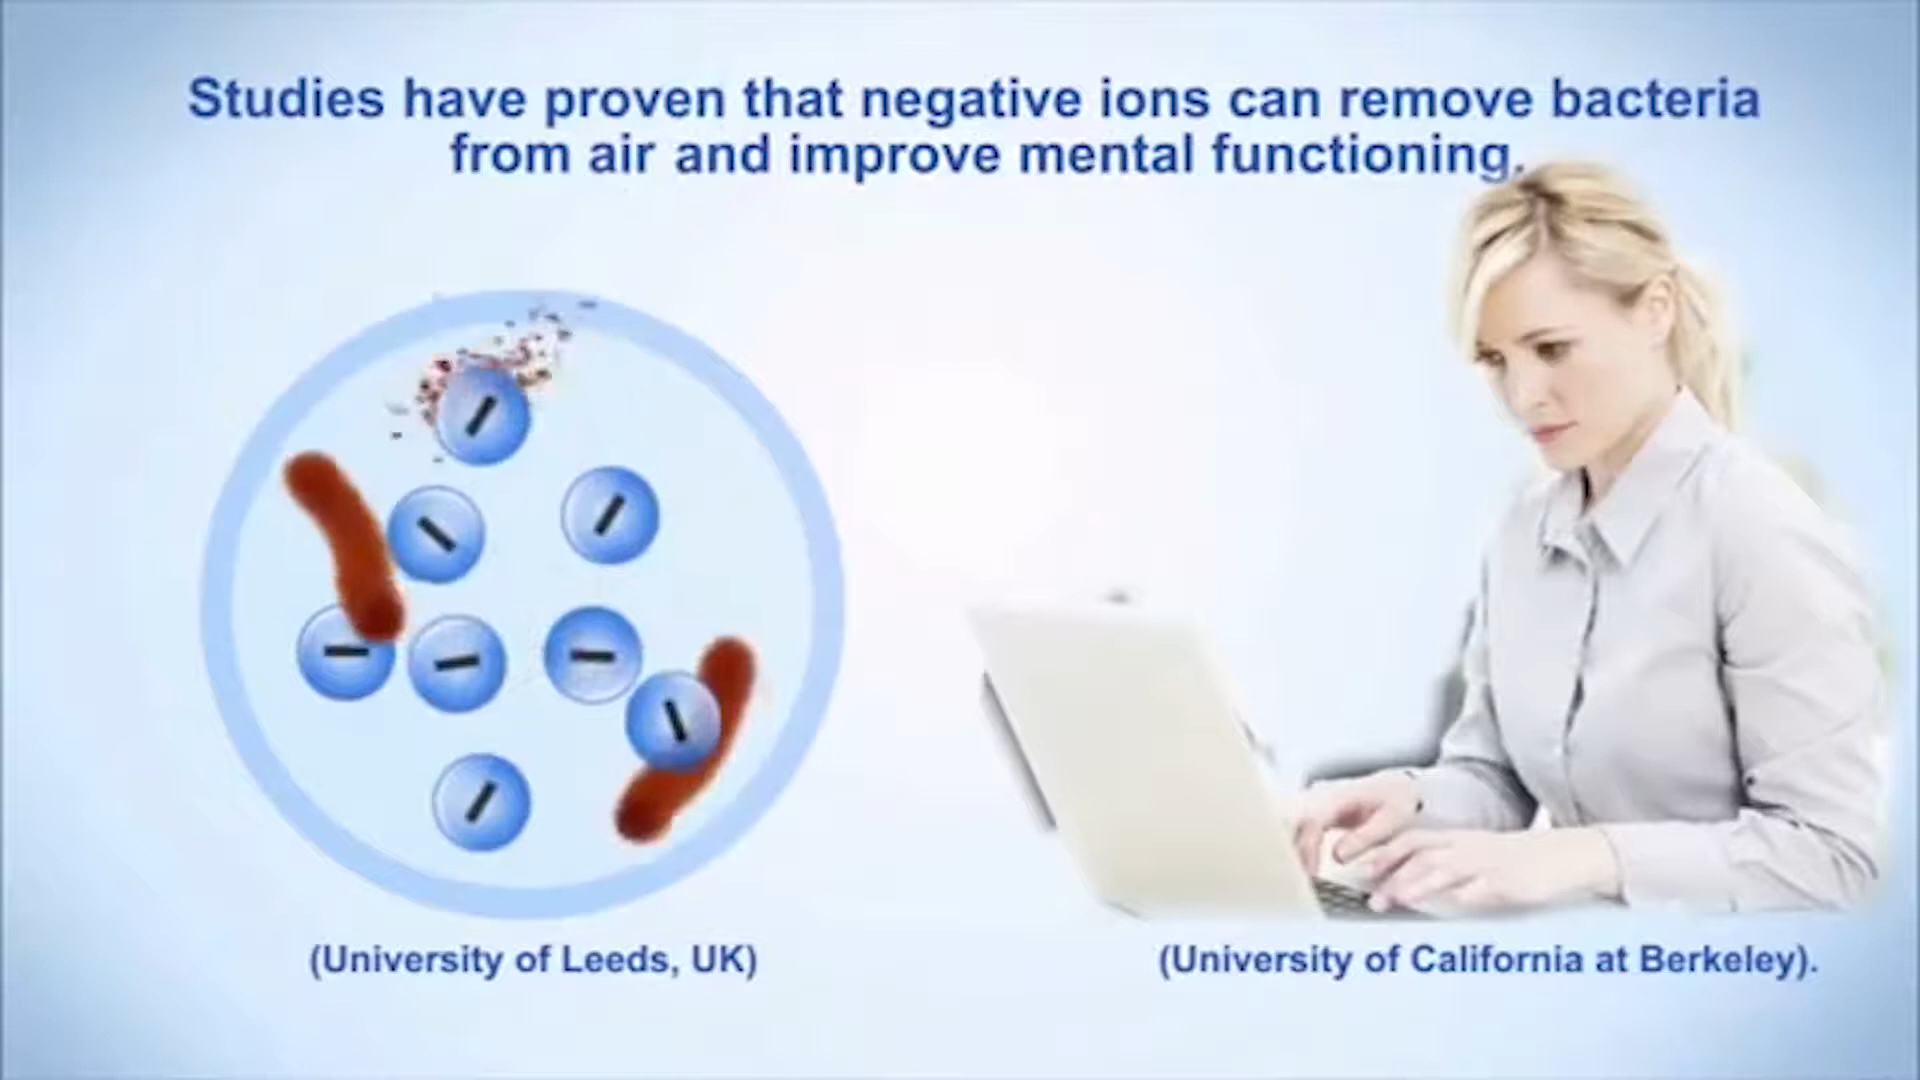 Studies have proven that negative ions can remove bacteria
from air and improve mental functioning.
(University of Leeds, UK)
(University of California at Berkeley).